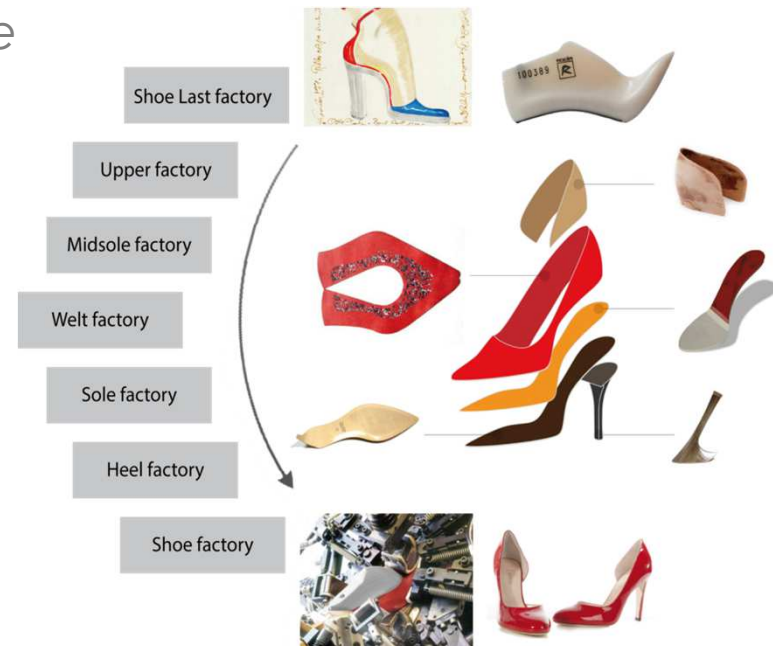 e
Shoe Last factory
100389
R
Upper factory
Midsole factory
Welt factory
Sole factory
Heel factory
Shoe factory